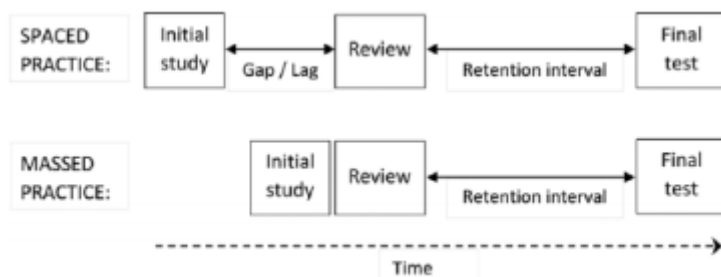 SPACED PRACTICE:
Initial study
Gap / Lag
Review
Retention interval
Final test
MASSED PRACTICE:
Initial study
Review
Retention interval
Final test
Time